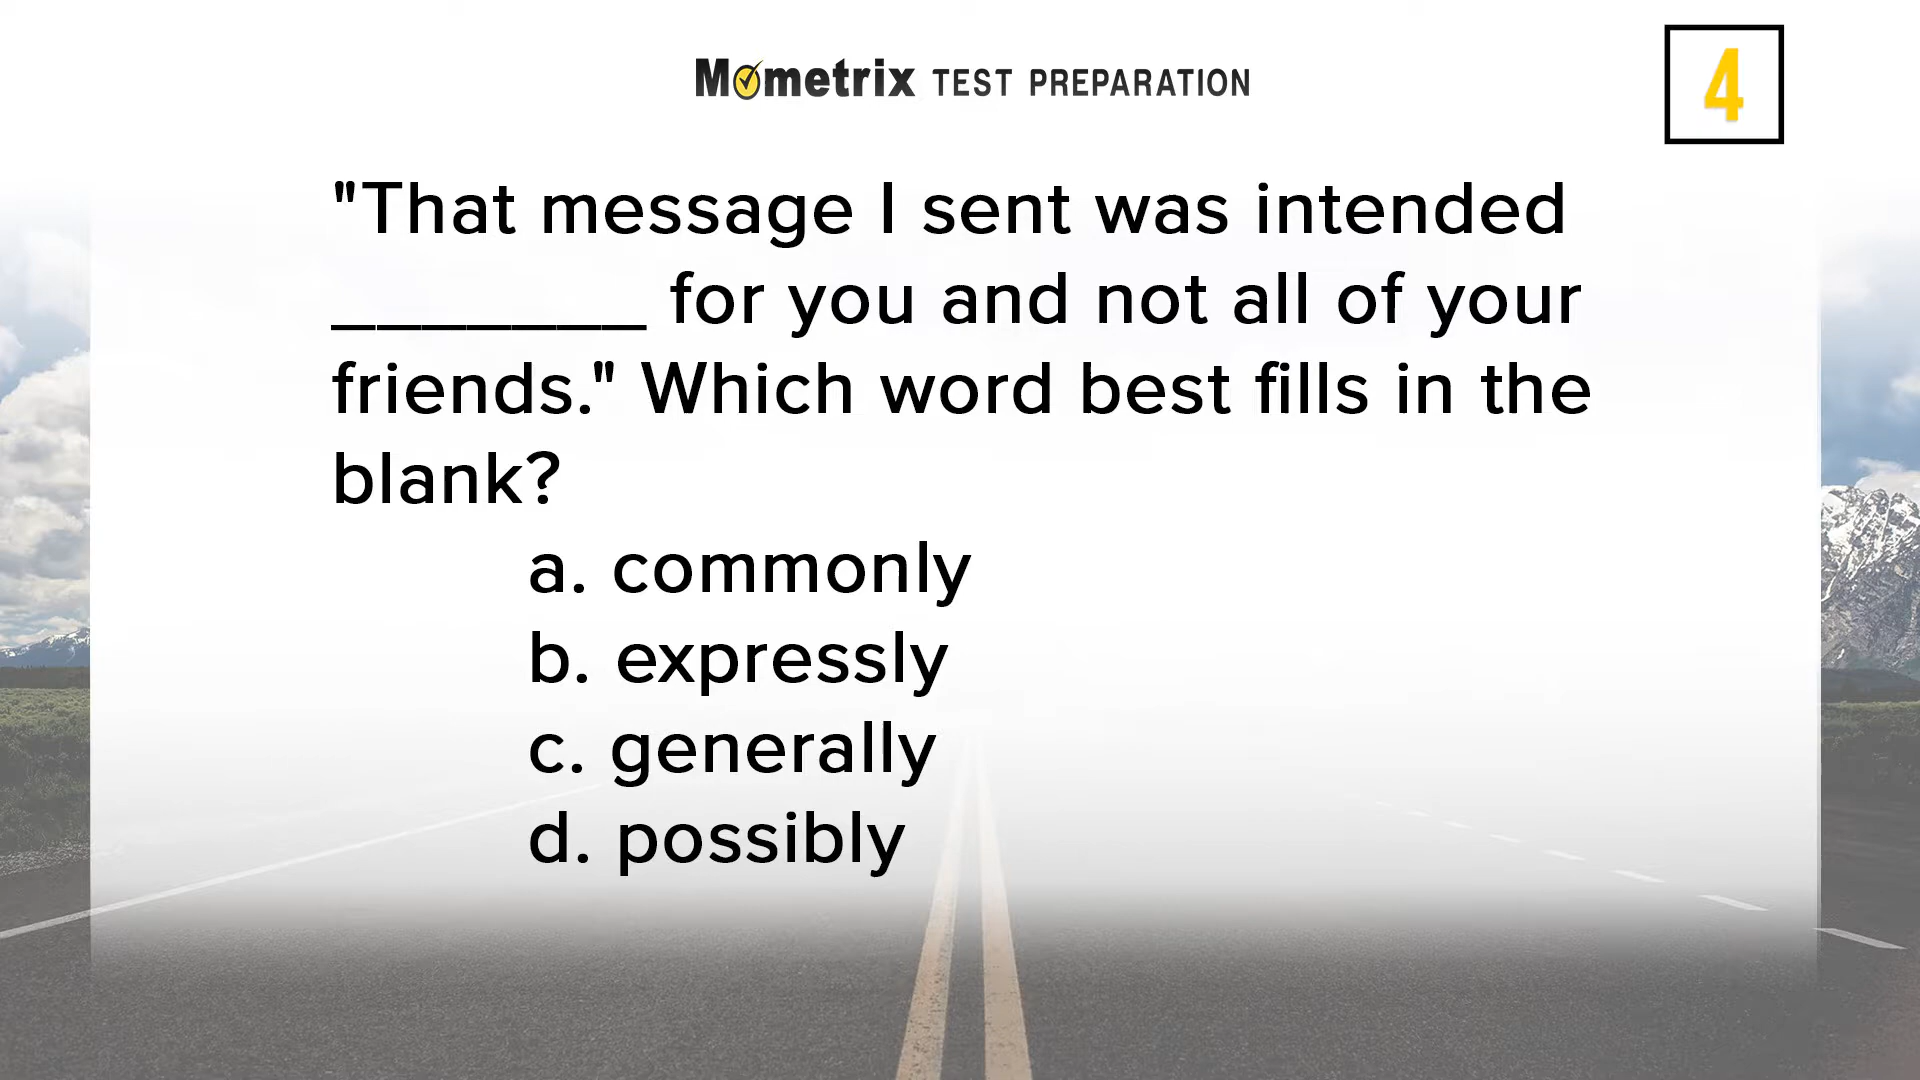 Mometrix TEST PREPARATION
4
"That message I sent was intended
_______ for you and not all of your
friends." Which word best fills in the
blank?
a. commonly
b. expressly
c. generally
d. possibly